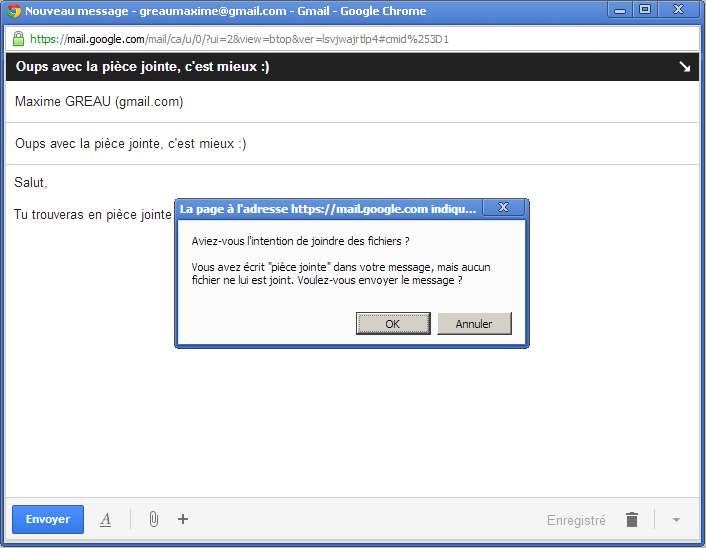 Nouveau message - greaumaxime@gmail.com - Gmail - Google Chrome
https://mail.google.com/mail/ca/u/0/?ui=2&view=btop&ver=lsvjwajrtlp4#cmid%253D1
Oups avec la pièce jointe, c'est mieux :)
Maxime GREAU (gmail.com)
Oups avec la pièce jointe, c'est mieux :)
Salut,
Tu trouveras en pièce jointe
La page à l'adresse https://mail.google.com indiqu...
Aviez-vous l'intention de joindre des fichiers ?
Vous avez écrit "pièce jointe" dans votre message, mais aucun
fichier ne lui est joint. Voulez-vous envoyer le message ?
OK Annuler
Envoyer A Enregistré